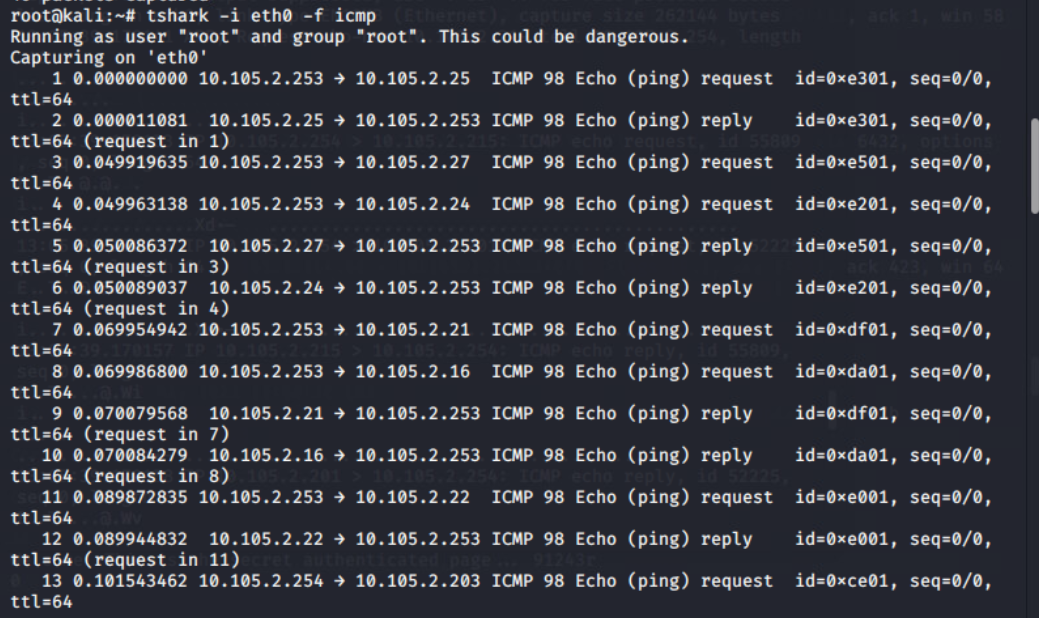 root@kali:~# tshark -i eth0 -f icmp
Running as user "root" and group "root". This could be dangerous.
Capturing on 'eth0'
1 0.000000000 10.105.2.253 → 10.105.2.25 ICMP 98 Echo (ping) request id=0×e301, seq=0/0,
ttl=64
2 0.000011081 10.105.2.25 → 10.105.2.253 ICMP 98 Echo (ping) reply id=0×e301, seq=0/0,
ttl=64 (request in 1)
3 0.049919635 10.105.2.253 → 10.105.2.27 ICMP 98 Echo (ping) request id=0×e501, seq=0/0,
ttl=64
4 0.049963138 10.105.2.253 → 10.105.2.24 ICMP 98 Echo (ping) request id=0×e201, seq=0/0,
ttl=64
5 0.050086372 10.105.2.27 → 10.105.2.253 ICMP 98 Echo (ping) reply id=0×e501, seq=0/0,
ttl=64 (request in 3)
6 0.050089037 10.105.2.24 → 10.105.2.253 ICMP 98 Echo (ping) reply id=0×e201, seq=0/0,
ttl=64 (request in 4)
7 0.069954942 10.105.2.253 → 10.105.2.21 ICMP 98 Echo (ping) request id=0×df01, seq=0/0,
ttl=64
8 0.069986800 10.105.2.253 → 10.105.2.16 ICMP 98 Echo (ping) request id=0×da01, seq=0/0,
ttl=64
9 0.070079568 10.105.2.21 → 10.105.2.253 ICMP 98 Echo (ping) reply id=0×df01, seq=0/0,
ttl=64 (request in 7)
10 0.070084279 10.105.2.16 → 10.105.2.253 ICMP 98 Echo (ping) reply id=0×da01, seq=0/0,
ttl=64 (request in 8)
11 0.089872835 10.105.2.253 → 10.105.2.22 ICMP 98 Echo (ping) request id=0×e001, seq=0/0,
ttl=64
12 0.089944832 10.105.2.22 → 10.105.2.253 ICMP 98 Echo (ping) reply id=0×e001, seq=0/0,
ttl=64 (request in 11)
13 0.101543462 10.105.2.254 → 10.105.2.203 ICMP 98 Echo (ping) request id=0×ce01, seq=0/0,
ttl=64